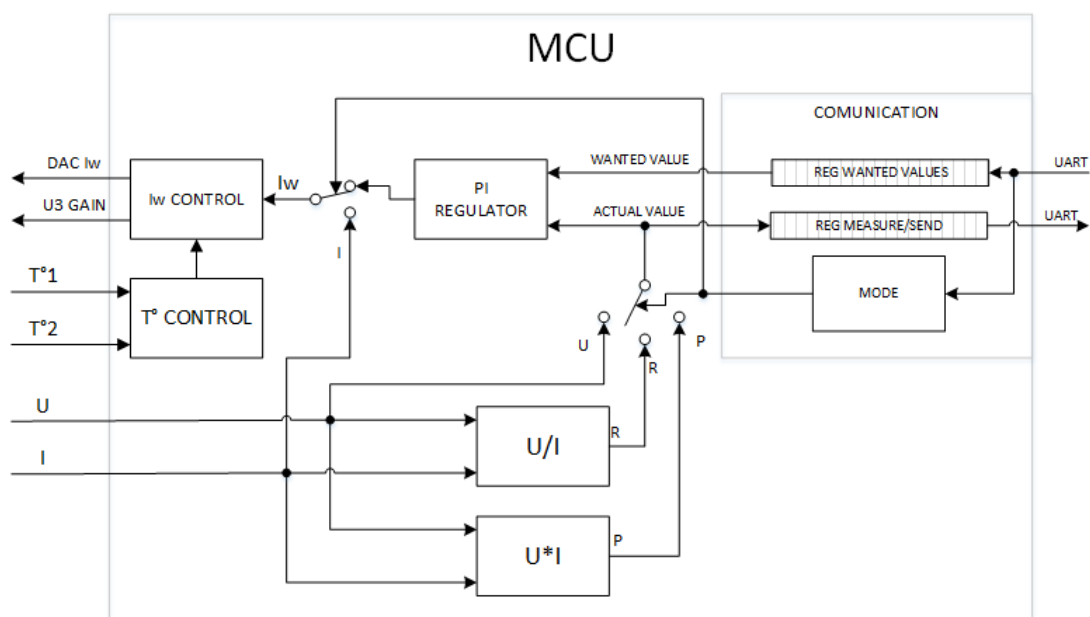 MCU
COMUNICATION
DAC Iw
U3 GAIN
Iw CONTROL
Iw
PI
REGULATOR
WANTED VALUE
REG WANTED VALUES
UART
ACTUAL VALUE
REG MEASURE/SEND
UART
I
MODE
T°1
T°2
T° CONTROL
U
R
P
U
I
U/I
R
U*I
P